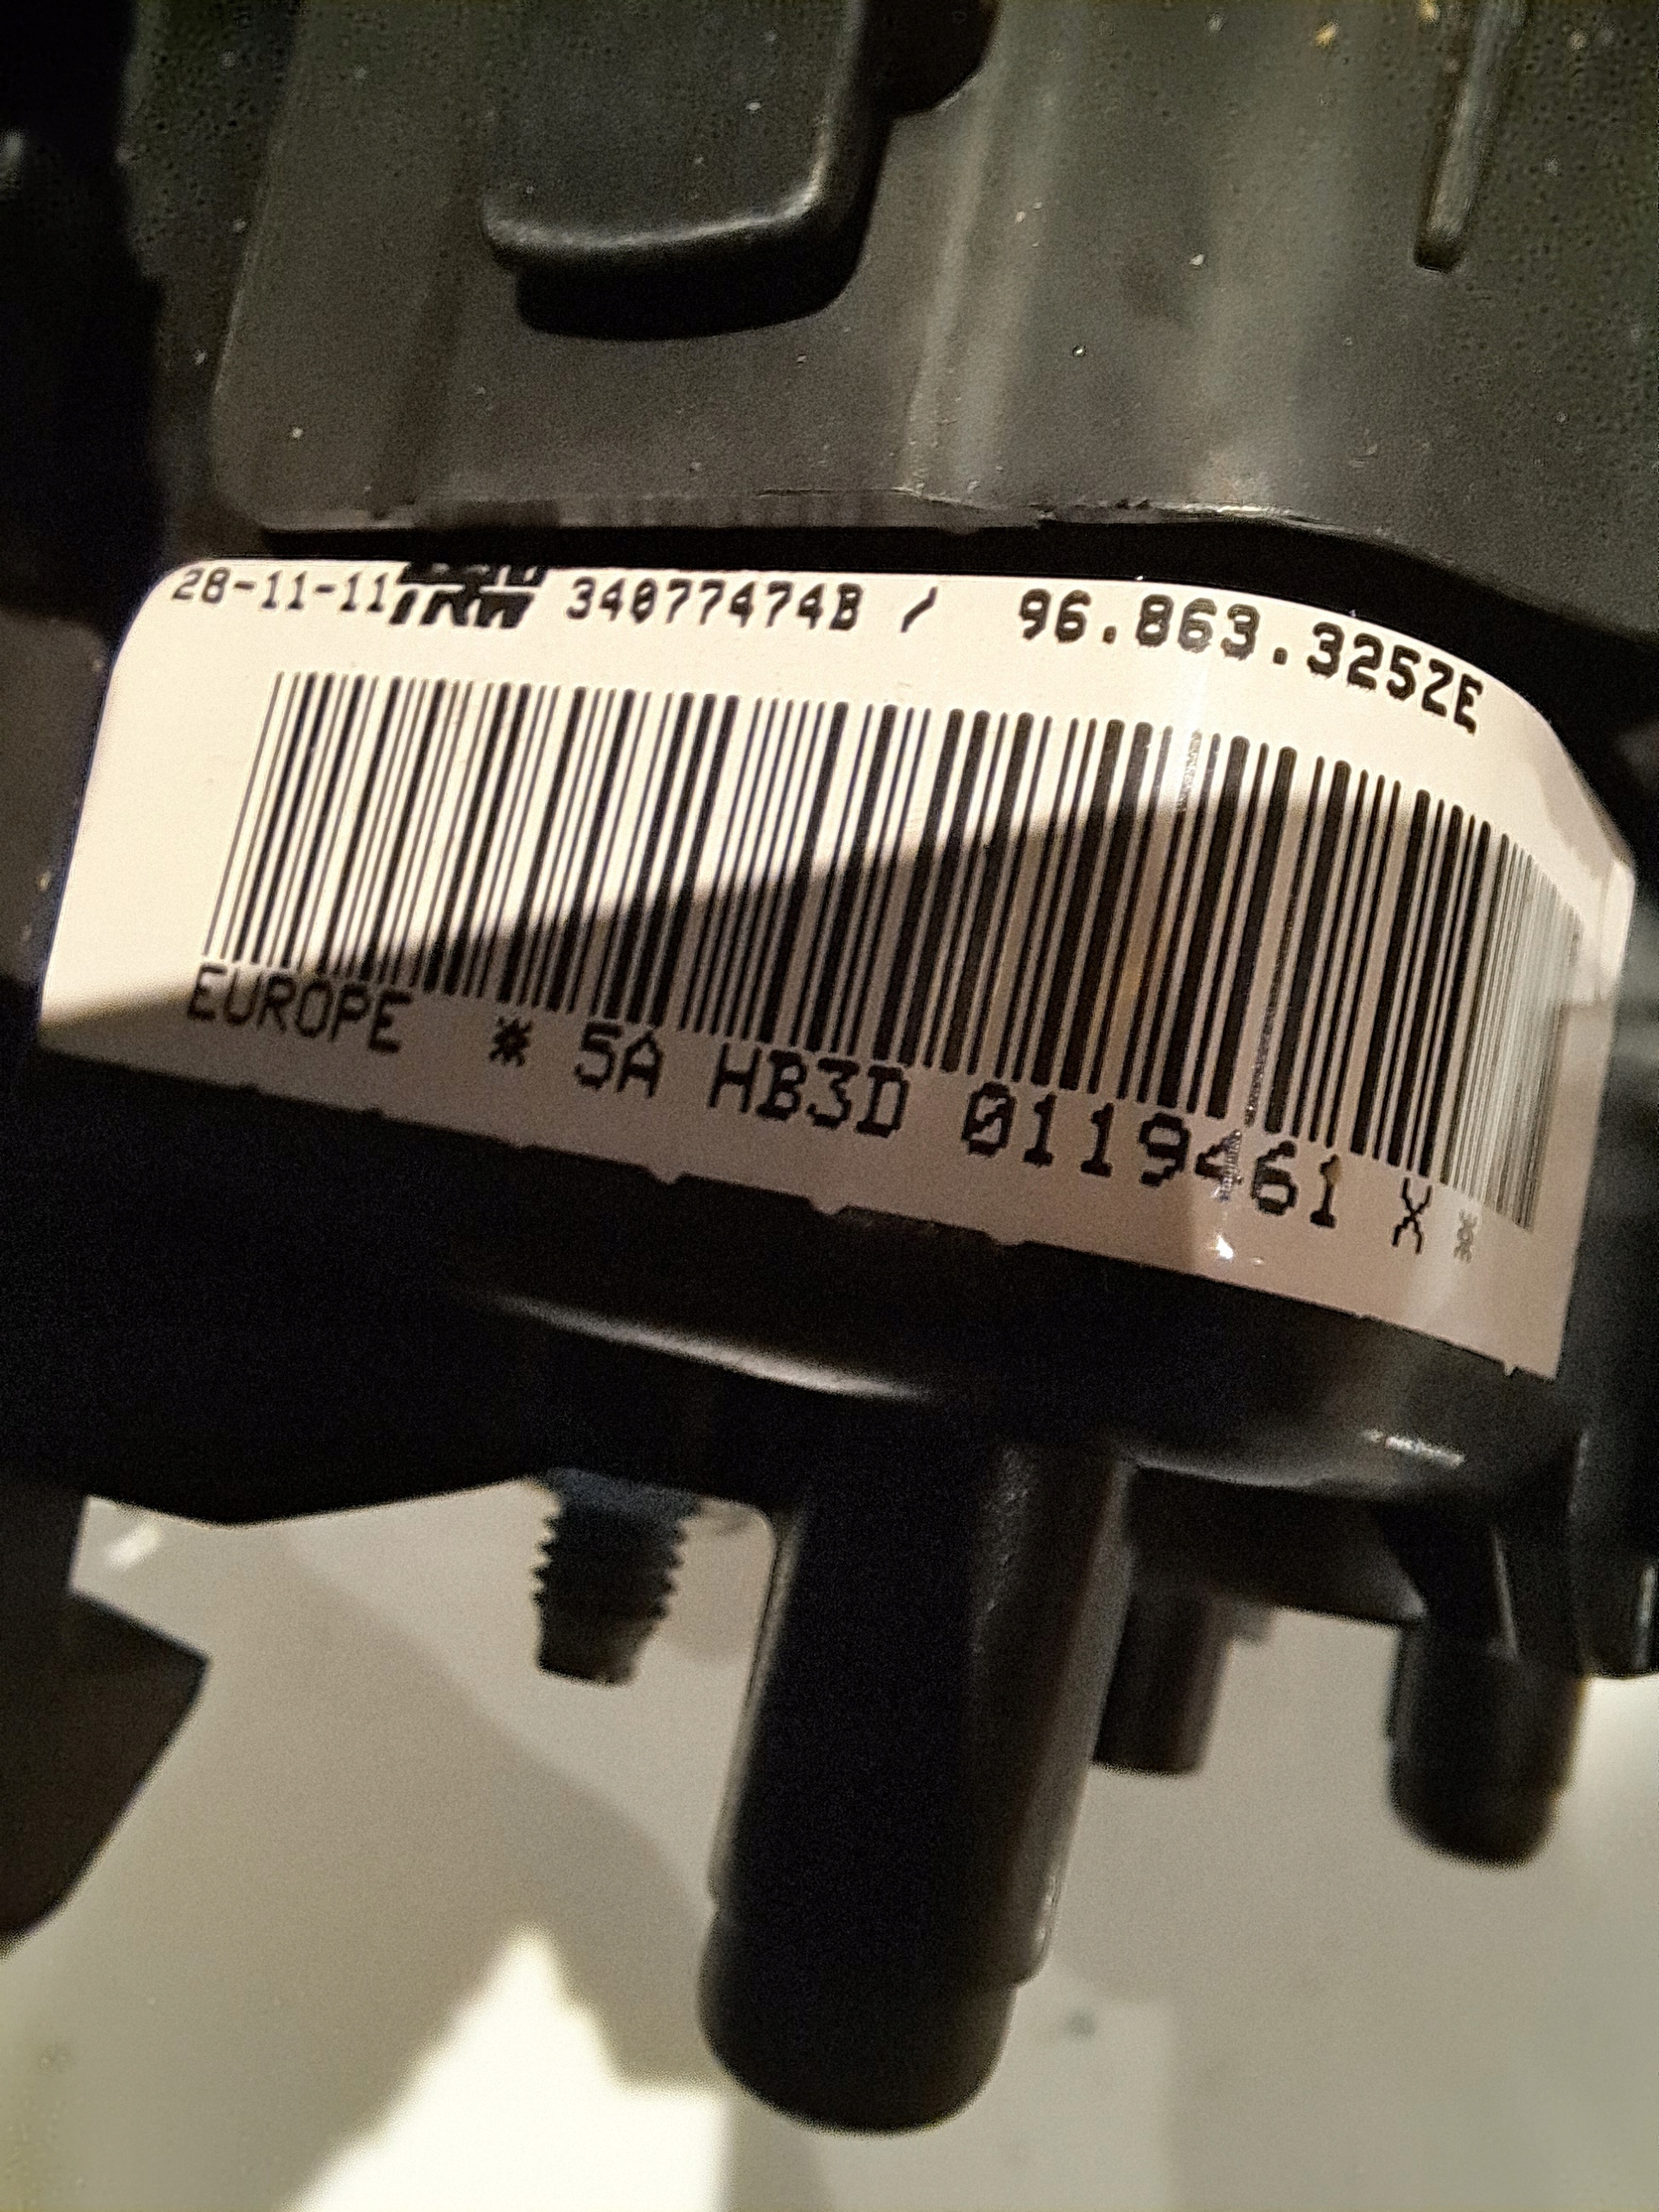 28-11-11 TRW 34077474B / 96.863.325ZE
EUROPE * 5A HB3D 0119461 X *